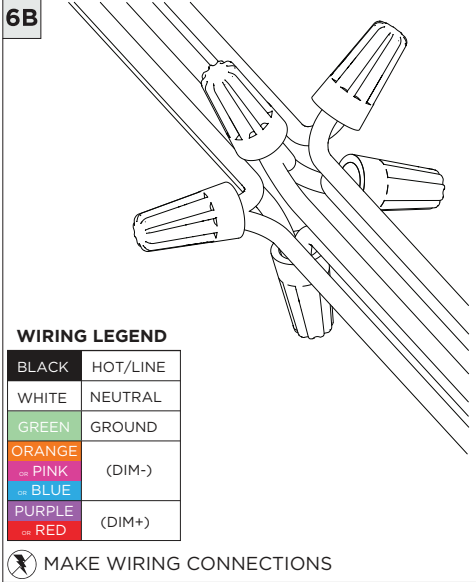 6B
WIRING LEGEND
BLACK HOT/LINE
WHITE NEUTRAL
GREEN GROUND
ORANGE
OR PINK (DIM-)
OR BLUE
PURPLE
OR RED (DIM+)
MAKE WIRING CONNECTIONS